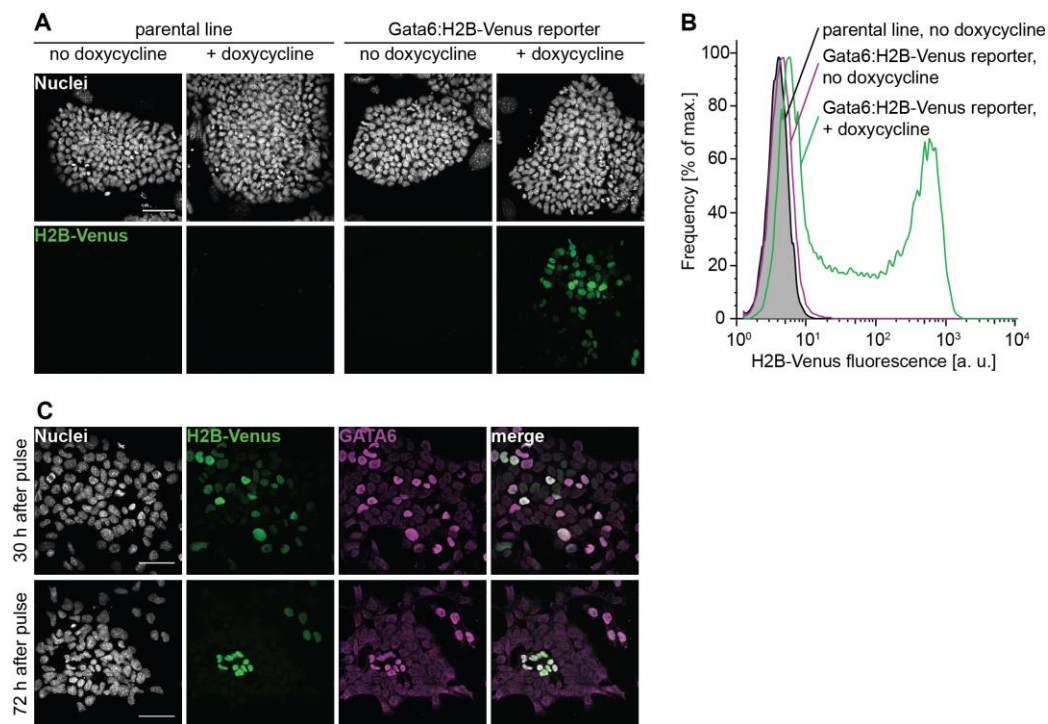 A
parental line
Gata6:H2B-Venus reporter
no doxycycline
+ doxycycline
no doxycycline
+ doxycycline
Nuclei
H2B-Venus
B
parental line, no doxycycline
Gata6:H2B-Venus reporter,
no doxycycline
Gata6:H2B-Venus reporter,
+ doxycycline
Frequency [% of max.]
100
80
60
40
20
0
10⁰
10¹
10²
10³
10⁴
H2B-Venus fluorescence [a. u.]
C
Nuclei
H2B-Venus
GATA6
merge
30 h after pulse
72 h after pulse